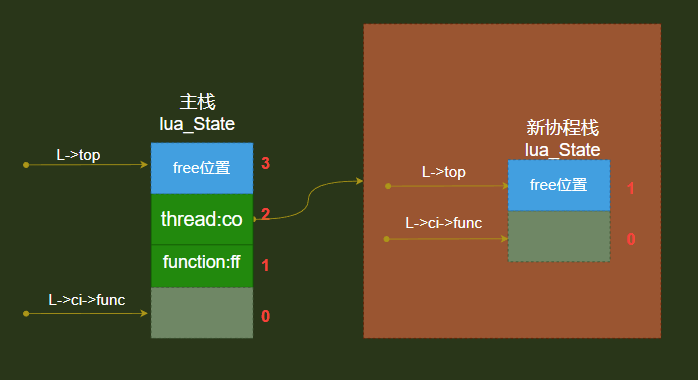 主栈
lua_State
L->top
free位置
3
thread:co
2
function:ff
1
L->ci->func
0
新协程栈
lua_State
L->top
free位置
1
L->ci->func
0